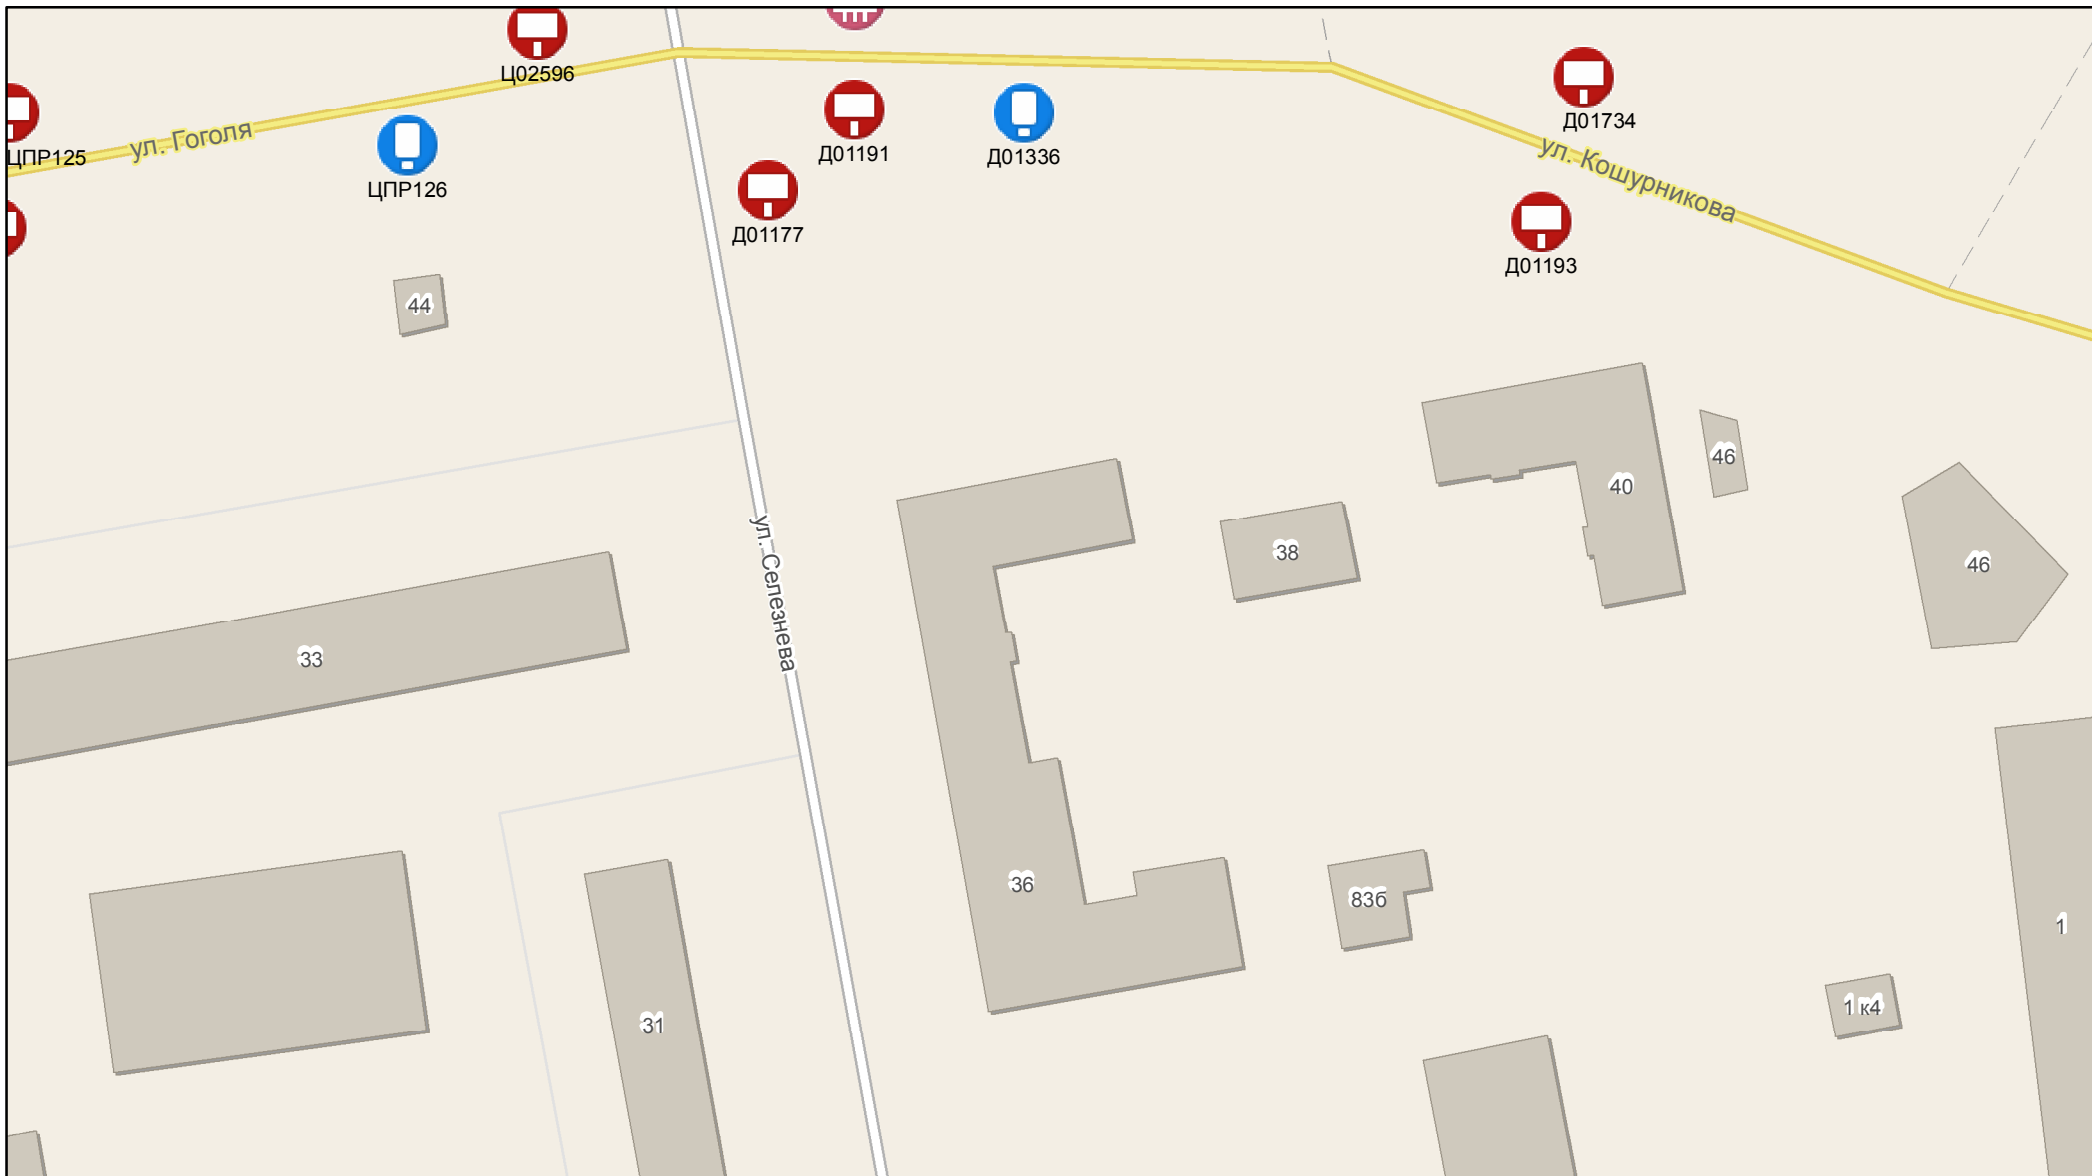 Ц02596
Д01734
ул. Гоголя
ЦПР125
ЦПР126
Д01191
Д01336
ул. Кошурникова
Д01177
Д01193
44
46
40
38
46
ул. Селезнева
33
36
83б
1
1 к4
31